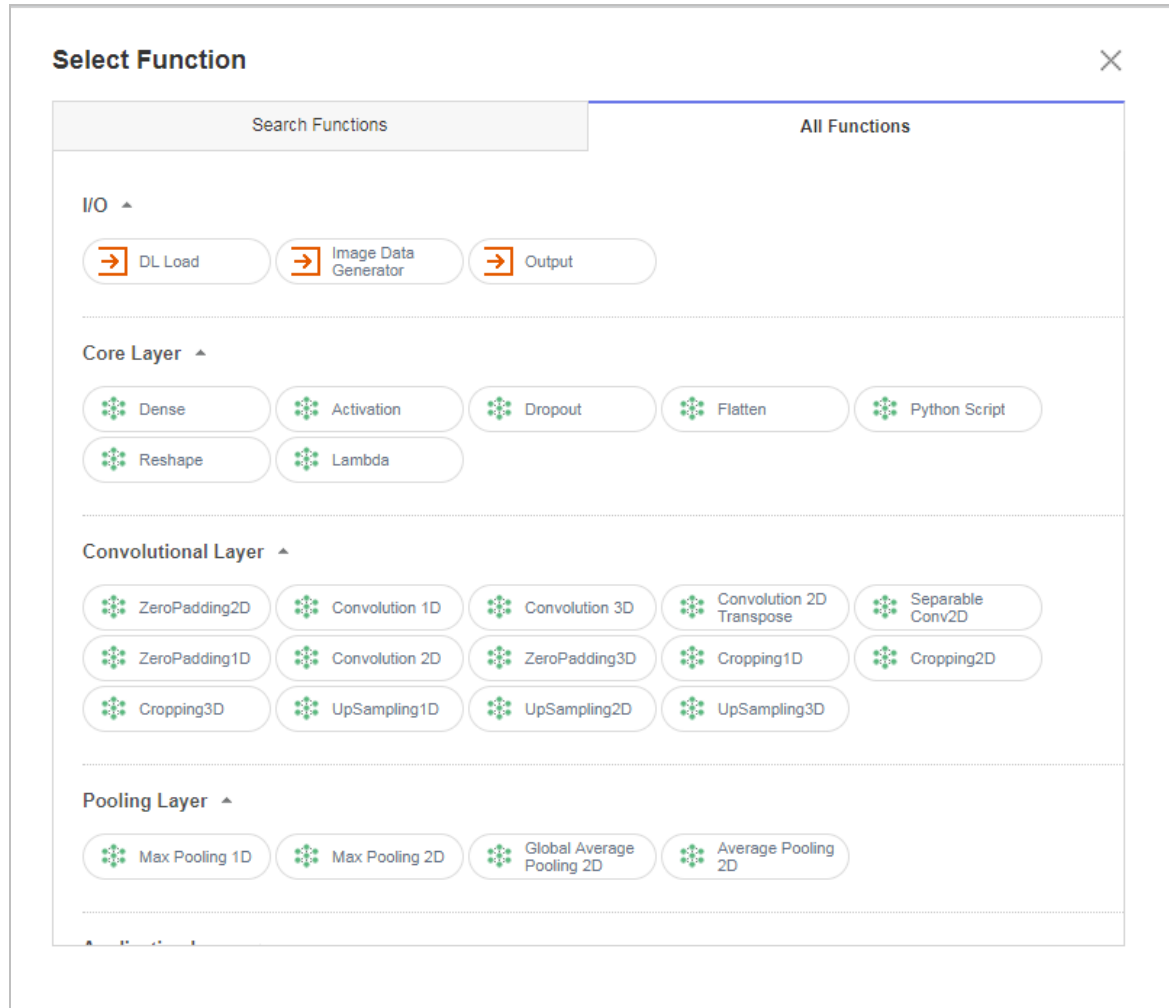 Select Function
Search Functions
All Functions
I/O
DL Load
Image Data
Generator
Output
Core Layer
Dense
Activation
Dropout
Flatten
Python Script
Reshape
Lambda
Convolutional Layer
ZeroPadding2D
Convolution 1D
Convolution 3D
Convolution 2D
Transpose
Separable
Conv2D
ZeroPadding1D
Convolution 2D
ZeroPadding3D
Cropping1D
Cropping2D
Cropping3D
UpSampling1D
UpSampling2D
UpSampling3D
Pooling Layer
Max Pooling 1D
Max Pooling 2D
Global Average
Pooling 2D
Average Pooling
2D